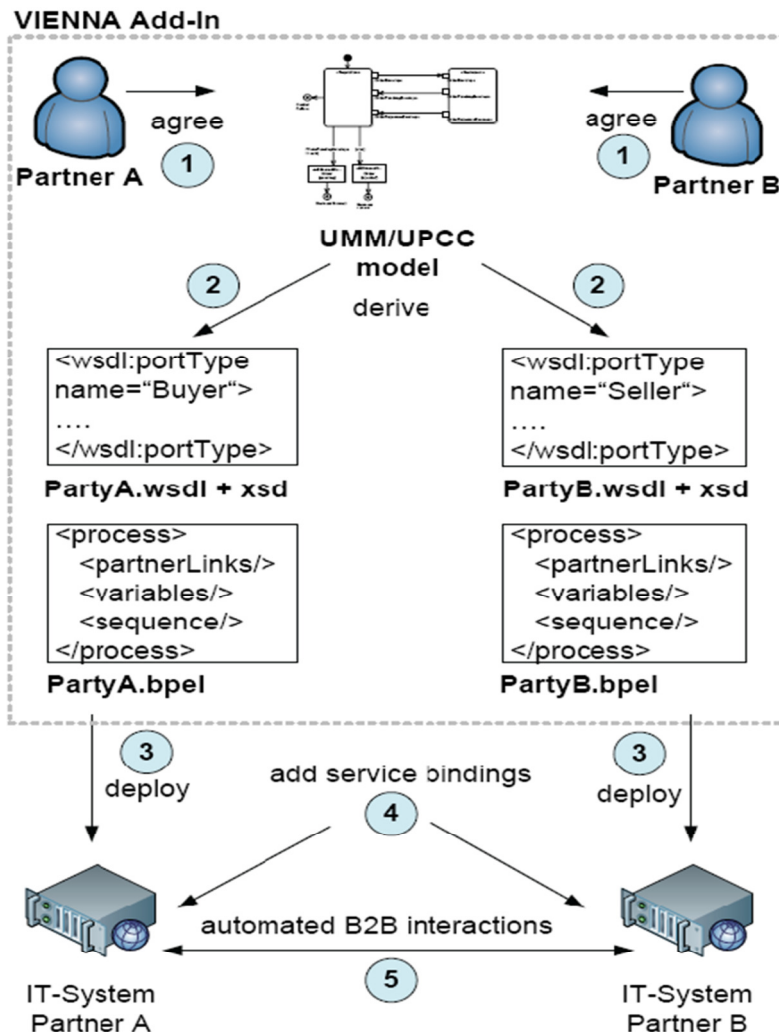 VIENNA Add-In
agree
1
Partner A
agree
1
Partner B
UMM/UPCC
model
2
derive
2
<wsdl:portType
name=“Buyer“>
....
</wsdl:portType>
PartyA.wsdl + xsd
<wsdl:portType
name=“Seller“>
....
</wsdl:portType>
PartyB.wsdl + xsd
<process>
<partnerLinks/>
<variables/>
<sequence/>
</process>
PartyA.bpel
<process>
<partnerLinks/>
<variables/>
<sequence/>
</process>
PartyB.bpel
3
deploy
add service bindings
4
3
deploy
automated B2B interactions
5
IT-System
Partner A
IT-System
Partner B